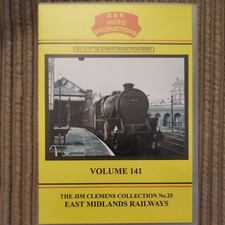 B & R
VIDEO
PRODUCTIONS
VOLUME 141
THE JIM CLEMENS COLLECTION No.25
EAST MIDLANDS RAILWAYS